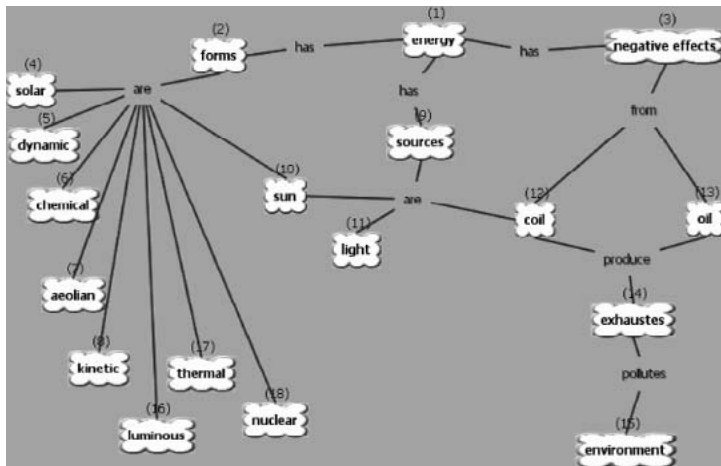 (1)
energy
(2)
forms
has
has
(3)
negative effects
(4)
solar
are
has
from
(5)
dynamic
(9)
sources
(6)
chemical
(10)
sun
are
(11)
light
(12)
coil
(13)
oil
produce
(7)
aeolian
(14)
exhaustes
(8)
kinetic
(17)
thermal
pollutes
(16)
luminous
(18)
nuclear
(15)
environment